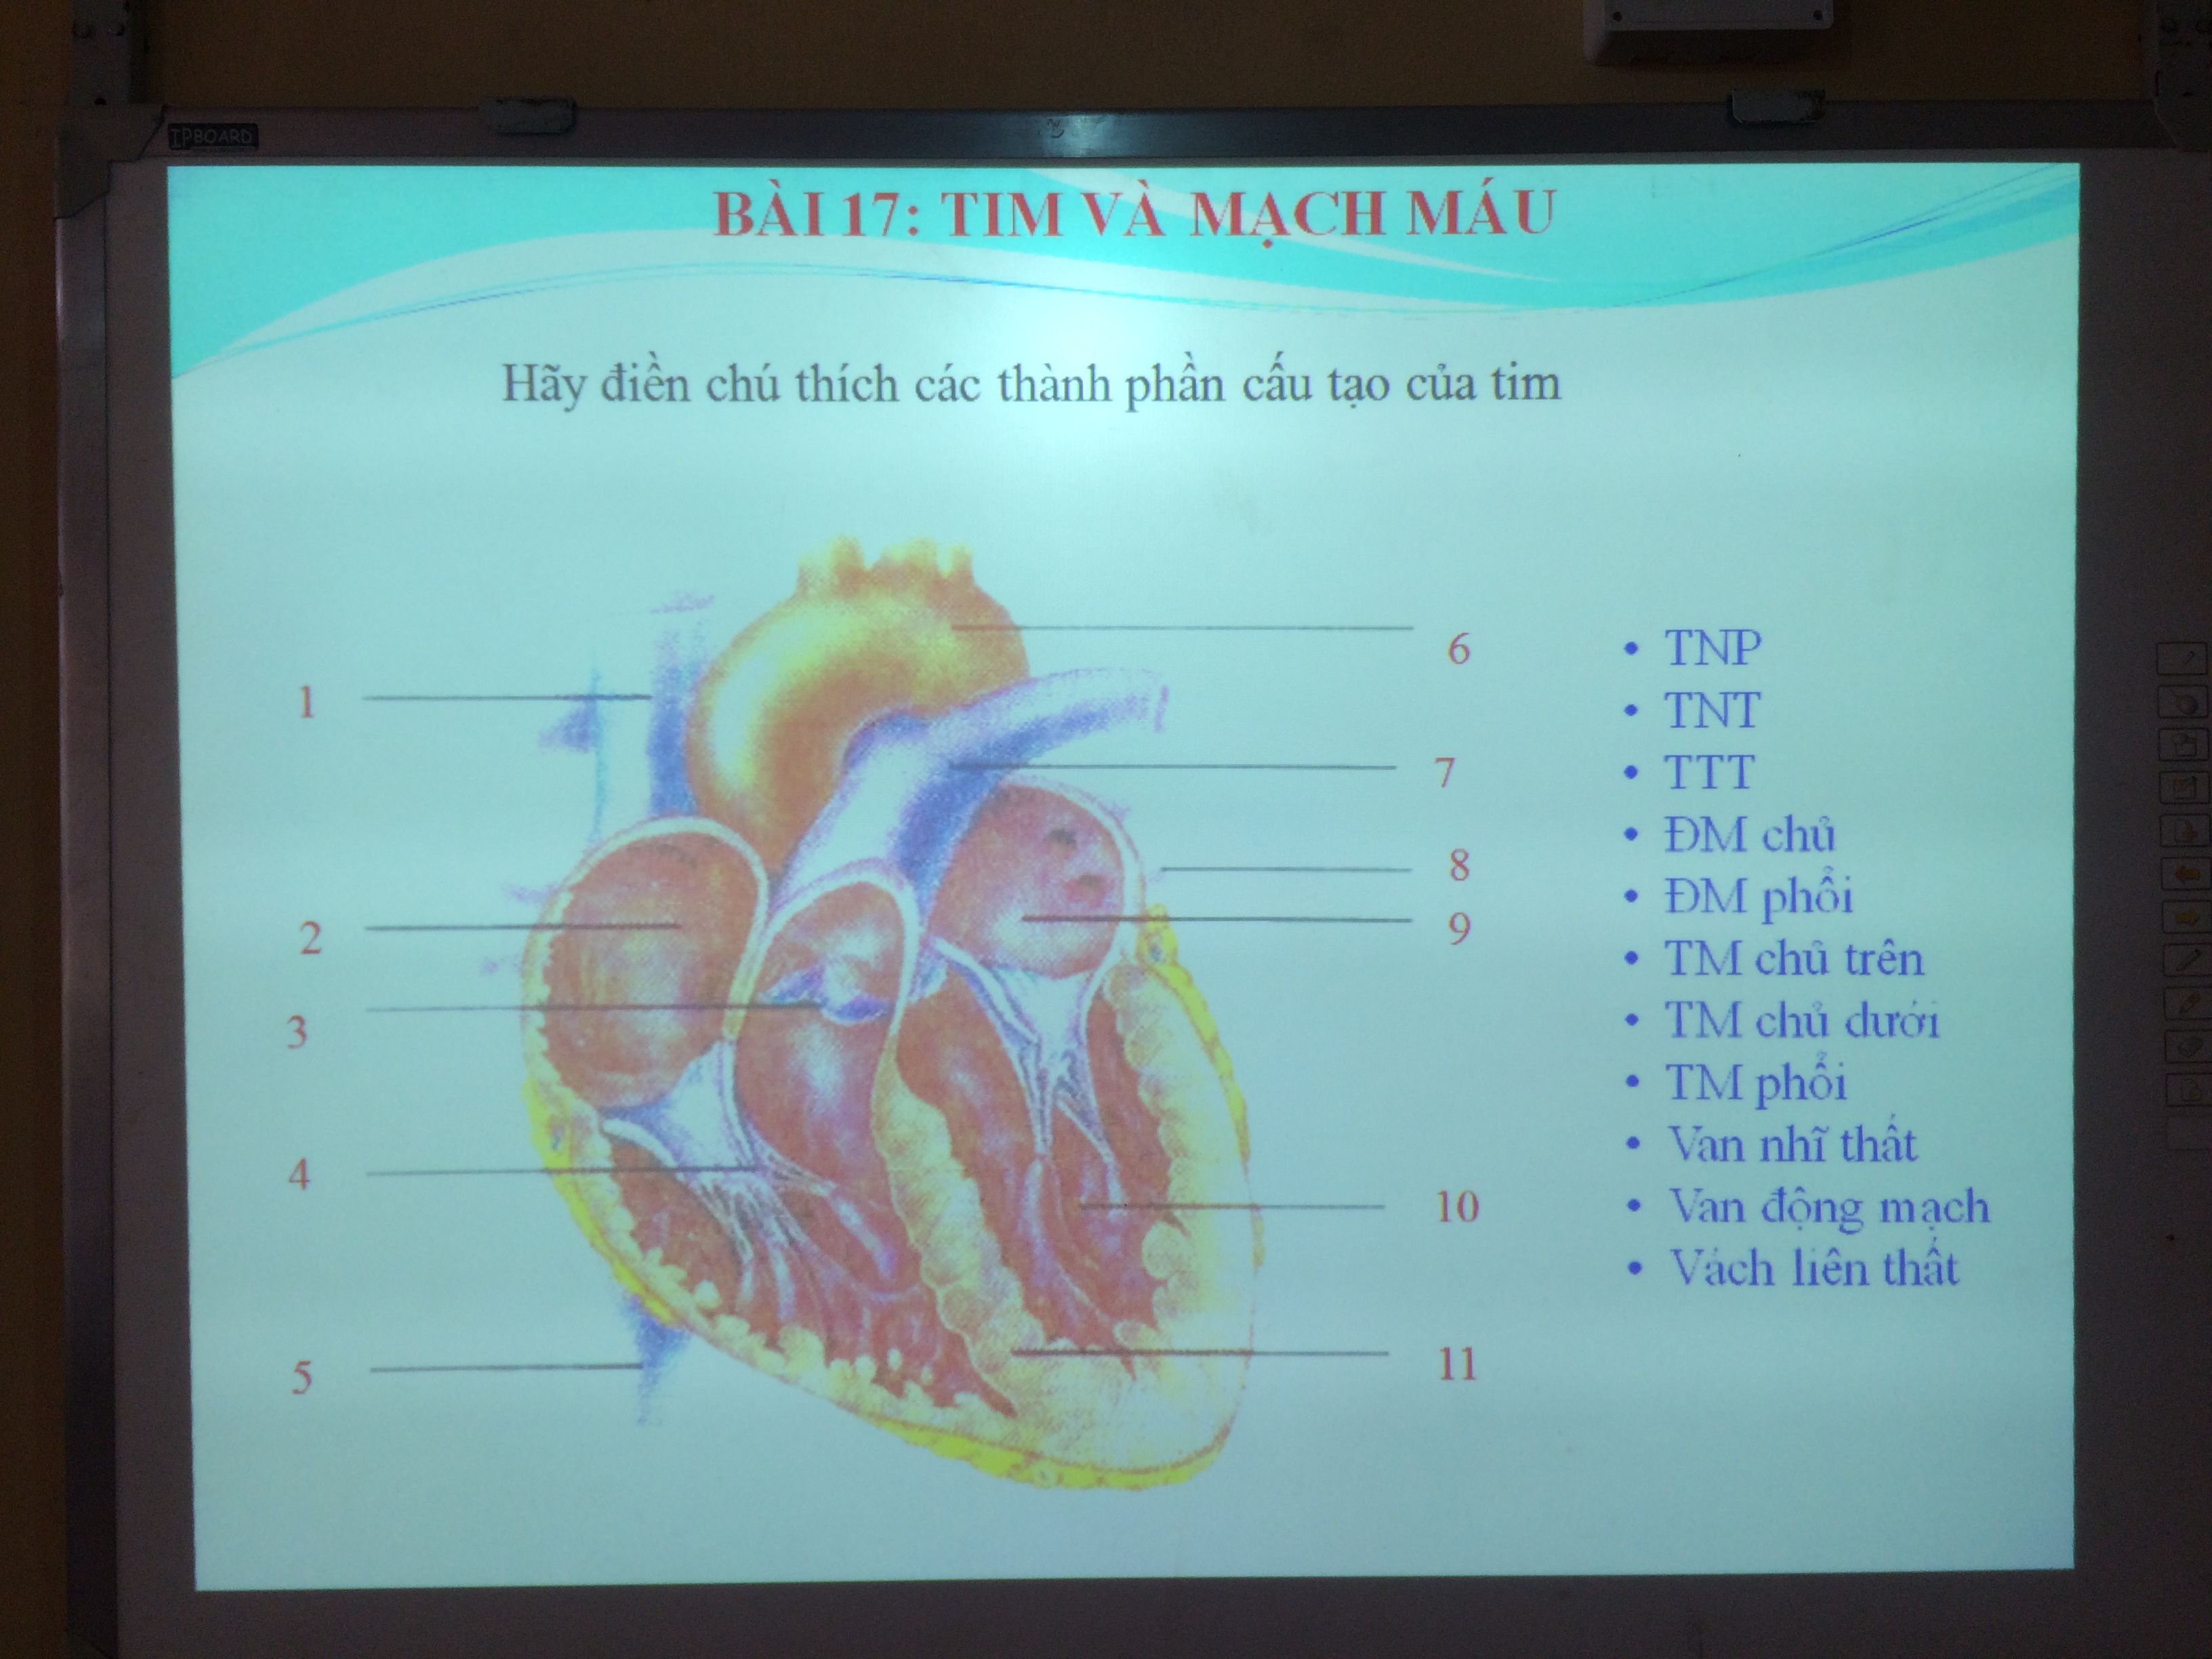 IPBOARD
BÀI 17: TIM VÀ MẠCH MÁU
Hãy điền chú thích các thành phần cấu tạo của tim
1
2
3
4
5
6
7
8
9
10
11
• TNP
• TNT
• TTT
• ĐM chủ
• ĐM phổi
• TM chủ trên
• TM chủ dưới
• TM phổi
• Van nhĩ thất
• Van động mạch
• Vách liên thất